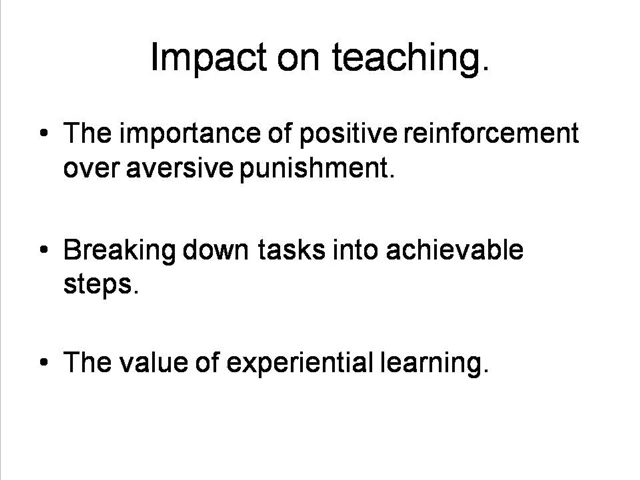 Impact on teaching.
• The importance of positive reinforcement
over aversive punishment.
• Breaking down tasks into achievable
steps.
• The value of experiential learning.